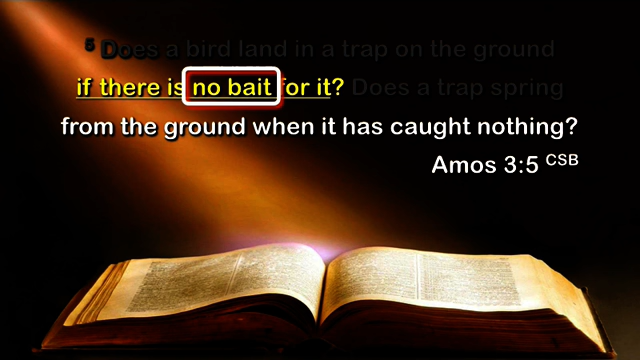 5 Does a bird land in a trap on the ground
if there is no bait for it? Does a trap spring
from the ground when it has caught nothing?
Amos 3:5 CSB